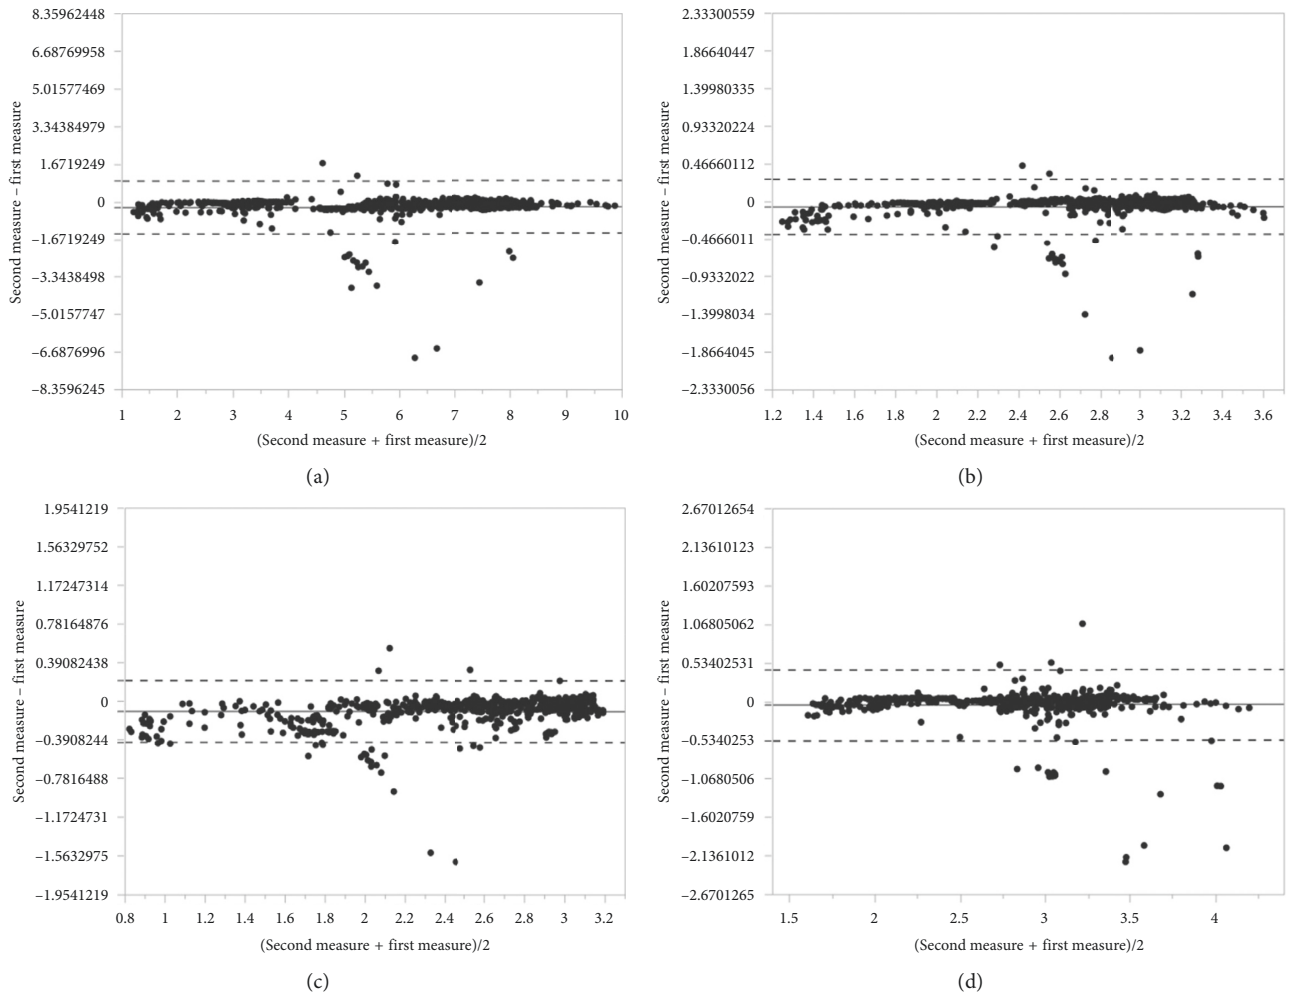 8.35962448
6.68769958
5.01577469
3.34384979
1.6719249
0
–1.6719249
–3.3438498
–5.0157747
–6.6876996
–8.3596245
Second measure – first measure
1 2 3 4 5 6 7 8 9 10
(Second measure + first measure)/2
(a)
2.33300559
1.86640447
1.39980335
0.93320224
0.46660112
0
–0.4666011
–0.9332022
–1.3998034
–1.8664045
–2.3330056
Second measure – first measure
1.2 1.4 1.6 1.8 2 2.2 2.4 2.6 2.8 3 3.2 3.4 3.6
(Second measure + first measure)/2
(b)
1.9541219
1.56329752
1.17247314
0.78164876
0.39082438
0
–0.3908244
–0.7816488
–1.1724731
–1.5632975
–1.9541219
Second measure – first measure
0.8 1 1.2 1.4 1.6 1.8 2 2.2 2.4 2.6 2.8 3 3.2
(Second measure + first measure)/2
(c)
2.67012654
2.13610123
1.60207593
1.06805062
0.53402531
0
–0.5340253
–1.0680506
–1.6020759
–2.1361012
–2.6701265
Second measure – first measure
1.5 2 2.5 3 3.5 4
(Second measure + first measure)/2
(d)